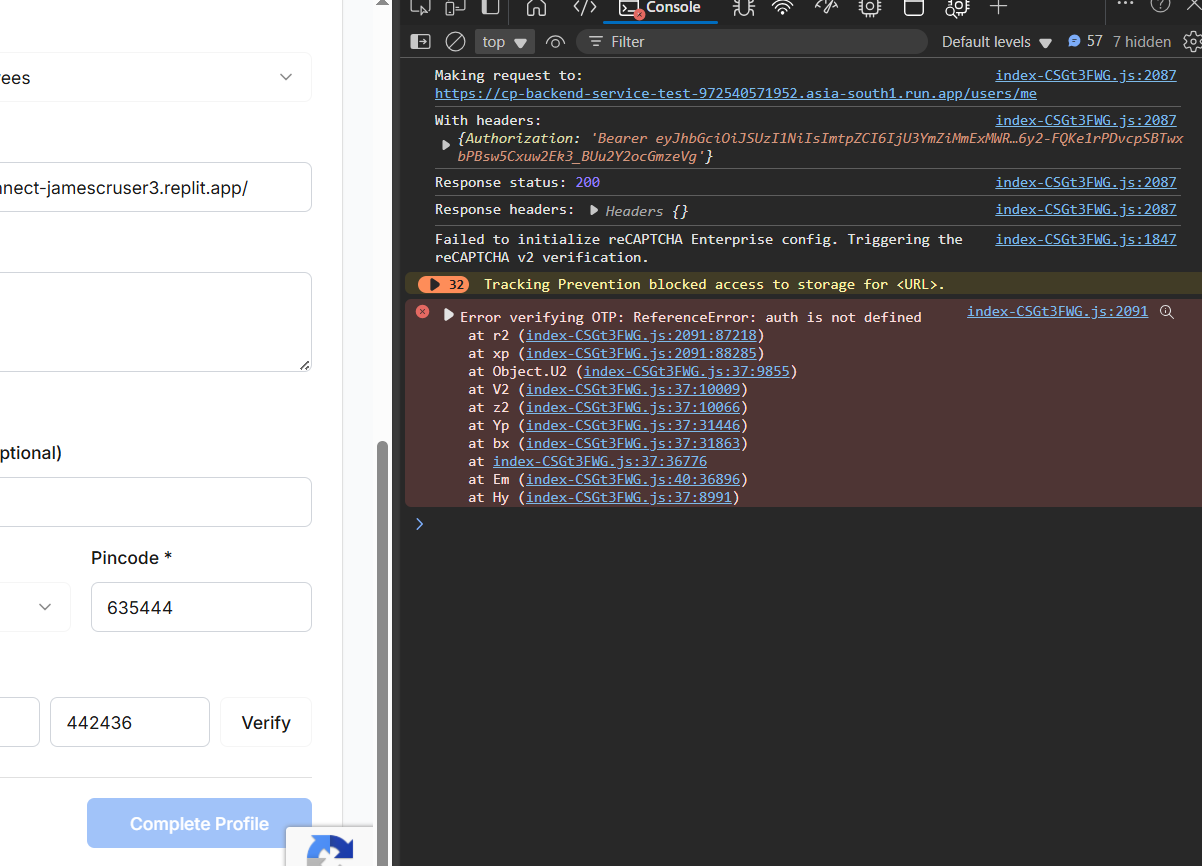 rees
nnect-jamescruser3.replit.app/
ptional)
Pincode *
635444
442436
Verify
Complete Profile
Console
top
Filter
Default levels
57
7 hidden
Making request to:
index-CSGt3FWG.js:2087
https://cp-backend-service-test-972540571952.asia-south1.run.app/users/me
With headers:
index-CSGt3FWG.js:2087
{Authorization: 'Bearer eyJhbGciOiJSUzI1NiIsImtpZCI6IjU3YmZiMmExMWR…6y2-FQKe1rPDvcpSBTwx
bPBsw5Cxuw2Ek3_BUu2Y2ocGmzeVg'}
Response status: 200
index-CSGt3FWG.js:2087
Response headers: Headers {}
index-CSGt3FWG.js:2087
Failed to initialize reCAPTCHA Enterprise config. Triggering the
index-CSGt3FWG.js:1847
reCAPTCHA v2 verification.
32 Tracking Prevention blocked access to storage for <URL>.
Error verifying OTP: ReferenceError: auth is not defined
index-CSGt3FWG.js:2091
at r2 (index-CSGt3FWG.js:2091:87218)
at xp (index-CSGt3FWG.js:2091:88285)
at Object.U2 (index-CSGt3FWG.js:37:9855)
at V2 (index-CSGt3FWG.js:37:10009)
at z2 (index-CSGt3FWG.js:37:10066)
at Yp (index-CSGt3FWG.js:37:31446)
at bx (index-CSGt3FWG.js:37:31863)
at index-CSGt3FWG.js:37:36776
at Em (index-CSGt3FWG.js:40:36896)
at Hy (index-CSGt3FWG.js:37:8991)